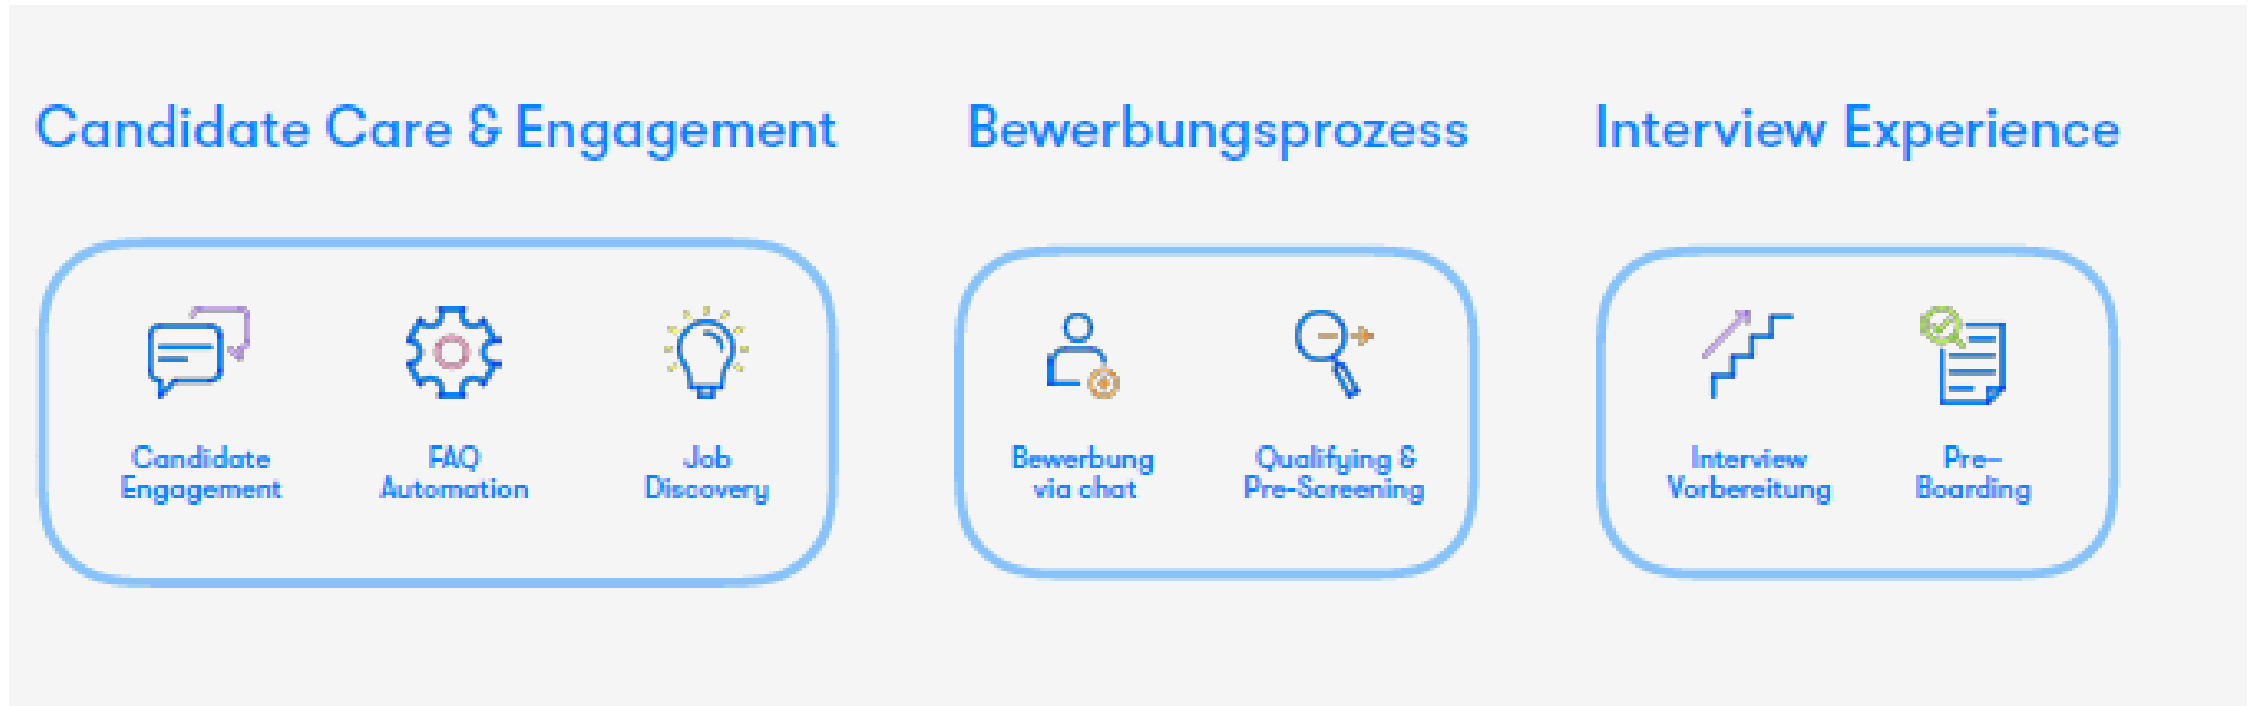 Candidate Care & Engagement
Bewerbungsprozess
Interview Experience
Candidate
Engagement
FAQ
Automation
Job
Discovery
Bewerbung
via chat
Qualifying &
Pre-Screening
Interview
Vorbereitung
Pre-
Boarding